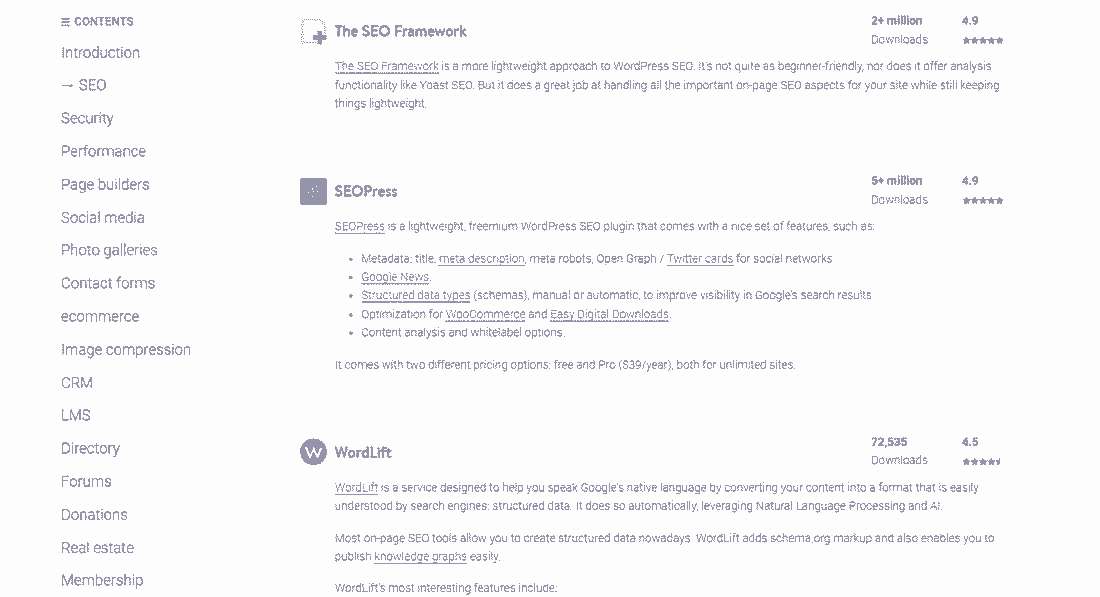 CONTENTS
Introduction
→ SEO
Security
Performance
Page builders
Social media
Photo galleries
Contact forms
ecommerce
Image compression
CRM
LMS
Directory
Forums
Donations
Real estate
Membership
The SEO Framework
2+ million
Downloads
4.9
The SEO Framework is a more lightweight approach to WordPress SEO. It's not quite as beginner-friendly, nor does it offer analysis
functionality like Yoast SEO. But it does a great job at handling all the important on-page SEO aspects for your site while still keeping
things lightweight.
SEOPress
5+ million
Downloads
4.9
SEOPress is a lightweight, freemium WordPress SEO plugin that comes with a nice set of features, such as:
• Metadata: title, meta description, meta robots, Open Graph / Twitter cards for social networks
• Google News.
• Structured data types (schemas), manual or automatic, to improve visibility in Google's search results
• Optimization for WooCommerce and Easy Digital Downloads.
• Content analysis and whitelabel options.
It comes with two different pricing options: free and Pro ($39/year), both for unlimited sites.
W
WordLift
72,535
Downloads
4.5
WordLift is a service designed to help you speak Google's native language by converting your content into a format that is easily
understood by search engines: structured data. It does so automatically, leveraging Natural Language Processing and AI.
Most on-page SEO tools allow you to create structured data nowadays. WordLift adds schema.org markup and also enables you to
publish knowledge graphs easily.
WordLift's most interesting features include: